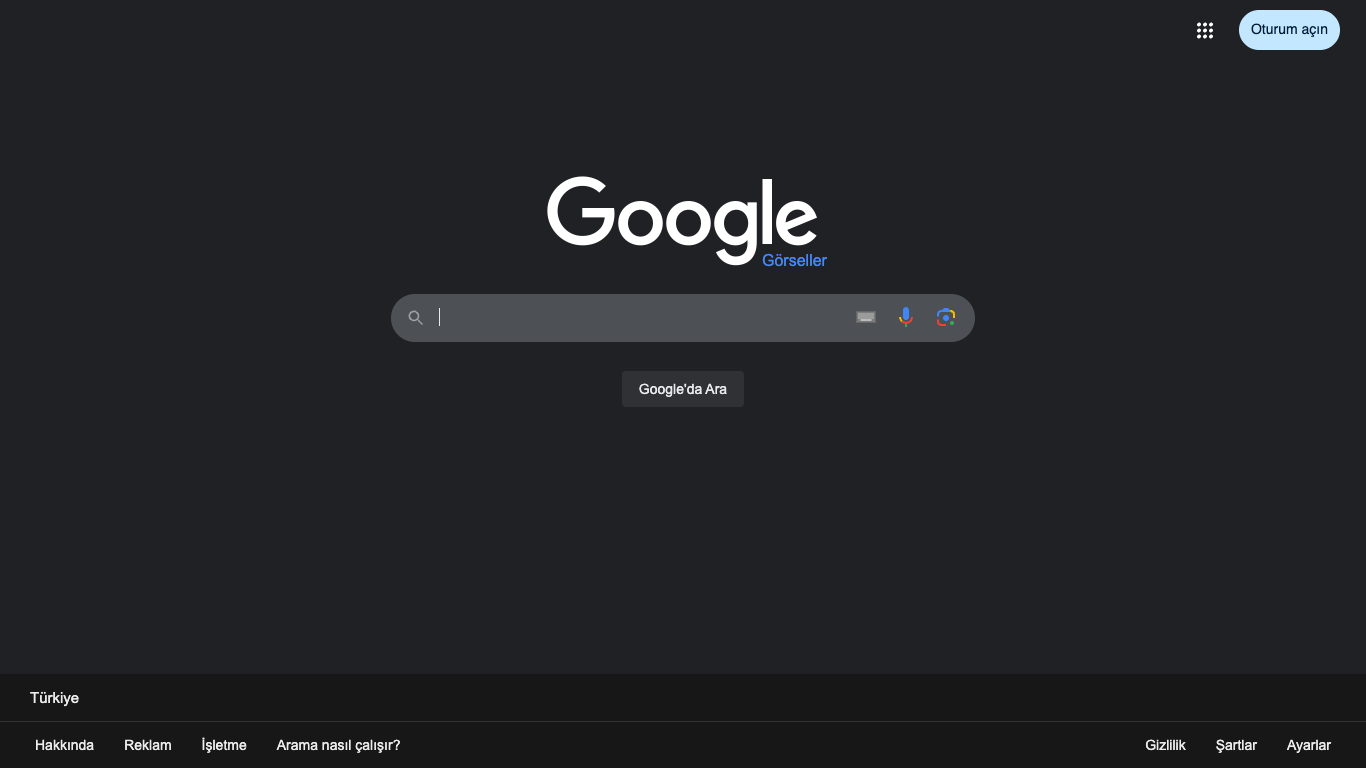 Oturum açın
Google
Görseller
Google'da Ara
Türkiye
Hakkında Reklam İşletme Arama nasıl çalışır? Gizlilik Şartlar Ayarlar